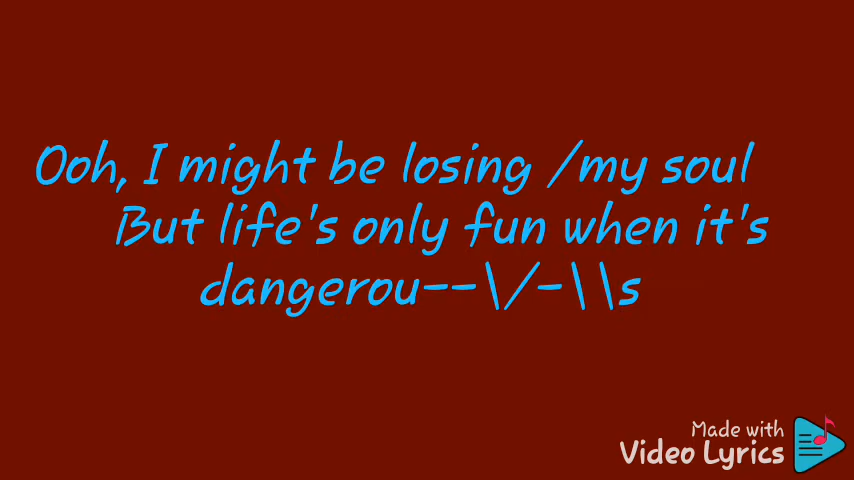 Ooh, I might be losing /my soul
But life's only fun when it's
dangerou--\/-\\s
Made with
Video Lyrics